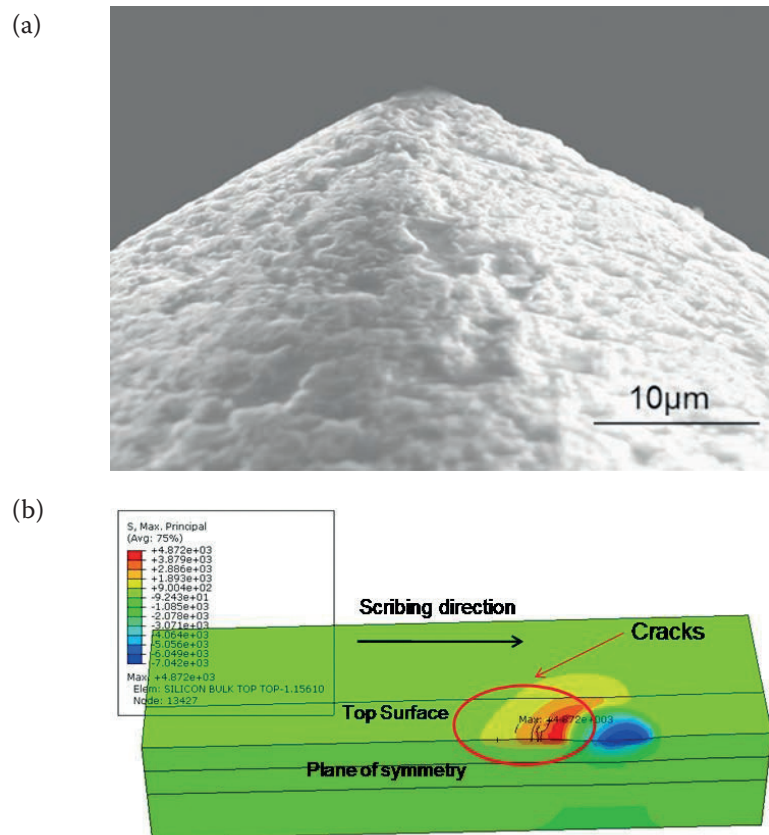 (a)
10µm
(b)
S, Max. Principal
(Avg: 75%)
+4.872e+03
+3.879e+03
+2.886e+03
+1.893e+03
+9.004e+02
-9.243e+01
-1.085e+03
-2.078e+03
-3.071e+03
-4.064e+03
-5.056e+03
-6.049e+03
-7.042e+03
Max: +4.872e+03
Elem: SILICON BULK TOP TOP-1.15610
Node: 13427
Scribing direction
Cracks
Top Surface
Max: +4.872e+003
Plane of symmetry